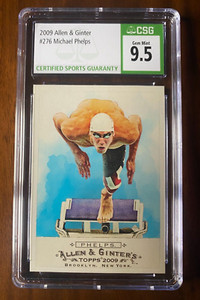 2009 Allen & Ginter
#276 Michael Phelps
CERTIFIED SPORTS GUARANTY
CSG
Gem Mint
9.5
PHELPS
ALLEN & GINTER'S
TOPPS 2009
BROOKLYN, NEW YORK